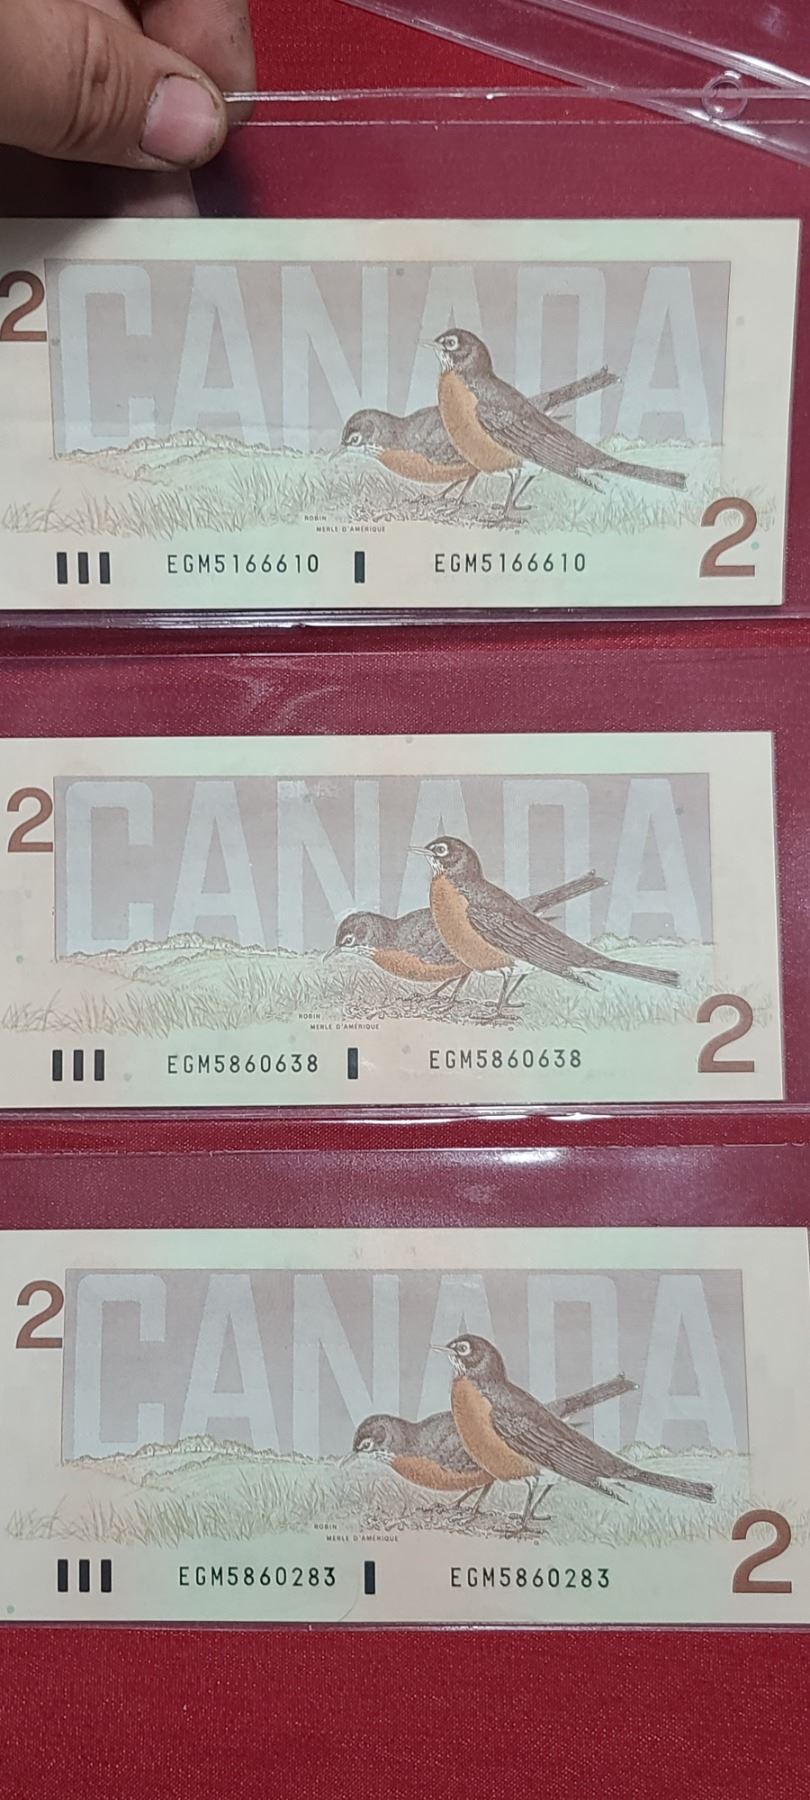 2
CANADA
ROBIN
MERLE D'AMÉRIQUE
EGM5166610 EGM5166610
2
2
CANADA
ROBIN
MERLE D'AMÉRIQUE
EGM5860638 EGM5860638
2
2
CANADA
ROBIN
MERLE D'AMÉRIQUE
EGM5860283 EGM5860283
2